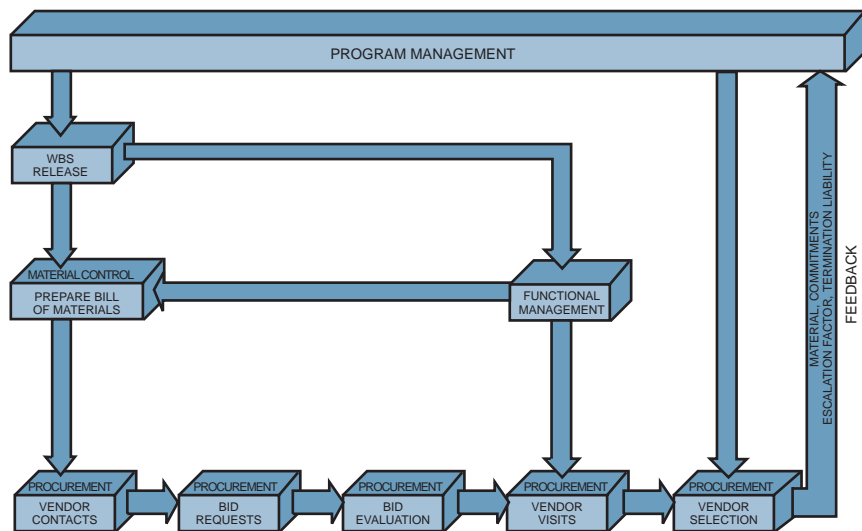 PROGRAM MANAGEMENT
WBS
RELEASE
MATERIAL CONTROL
PREPARE BILL
OF MATERIALS
FUNCTIONAL
MANAGEMENT
MATERIAL, COMMITMENTS
ESCALATION FACTOR, TERMINATION LIABILITY
FEEDBACK
PROCUREMENT
VENDOR
CONTACTS
PROCUREMENT
BID
REQUESTS
PROCUREMENT
BID
EVALUATION
PROCUREMENT
VENDOR
VISITS
PROCUREMENT
VENDOR
SELECTION